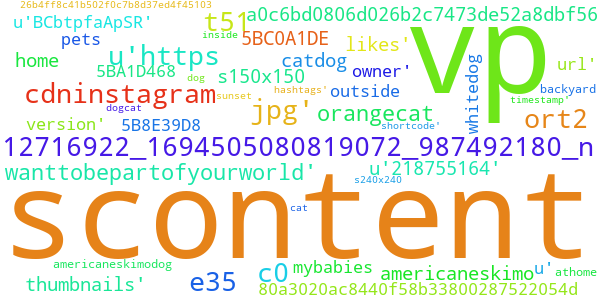 26b4ff8c41b502f0c7b8d37ed4f45103
u'BCbtpfaApSR' t51 a0c6bd0806d026b2c7473de52a8dbf56
pets inside 5BC0A1DE likes' vp
home u'https catdog owner' url'
5BA1D468 dog s150x150 outside whitedog backyard
cdninstagram sunset hashtags' timestamp'
dogcat jpg' orangecat ort2
version' 5B8E39D8 shortcode'
12716922_1694505080819072_987492180_n
wanttobepartofyourworld' u'218755164'
s240x240
scontent
cat
americaneskimodog mybabies u' athome
thumbnails' e35 c0 americaneskimo
80a3020ac8440f58b33800287522054d